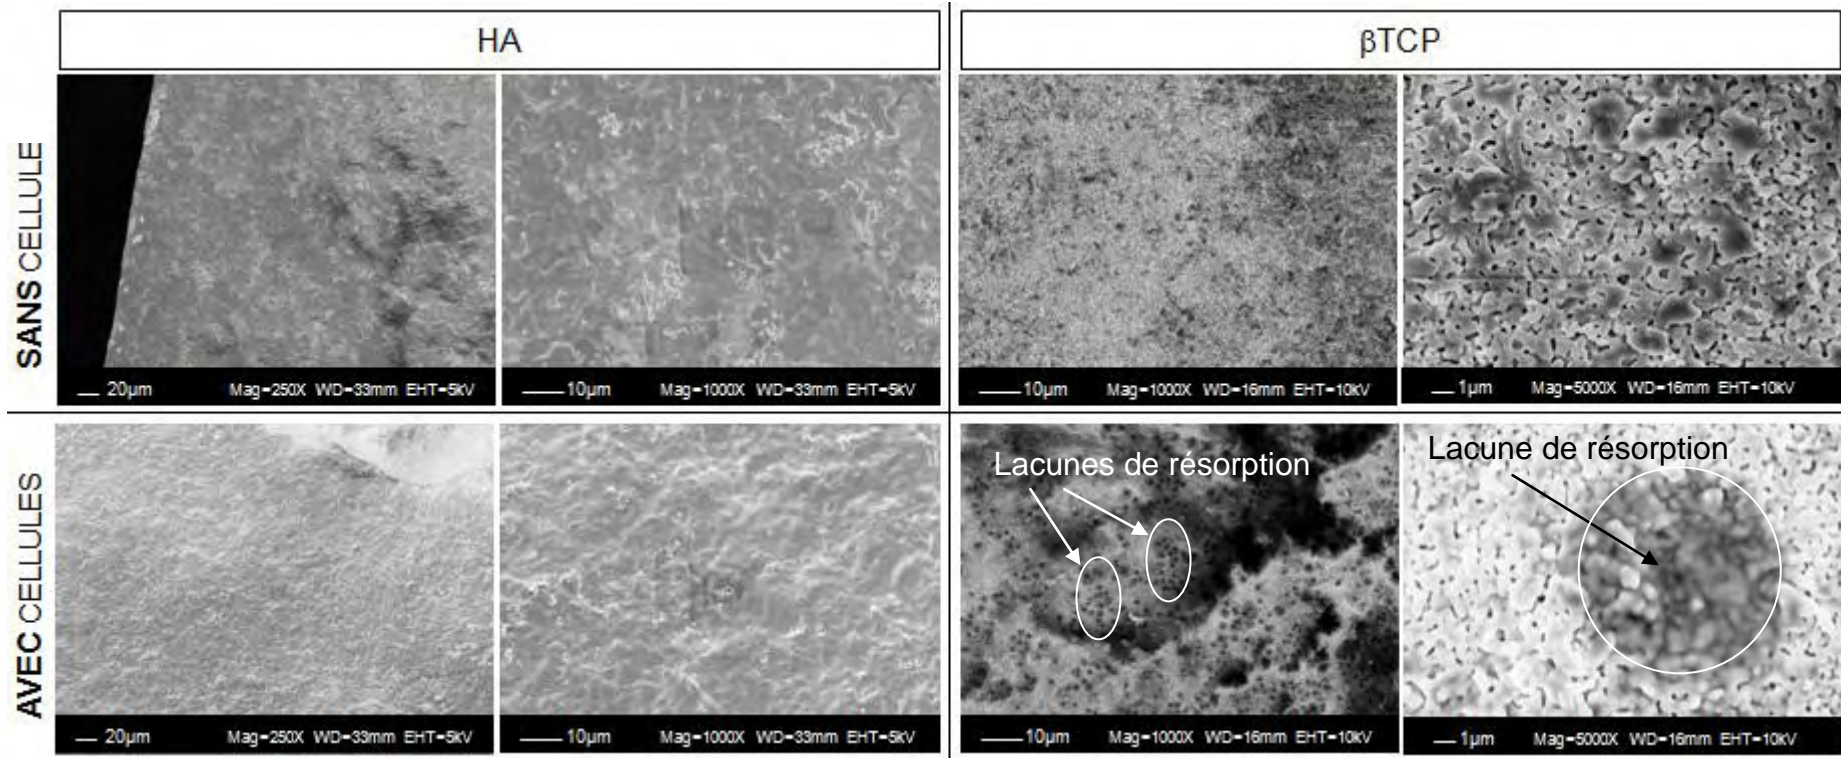 HA
βTCP
SANS CELLULE
20µm Mag=250X WD=33mm EHT=5kV
10µm Mag=1000X WD=33mm EHT=5kV
10µm Mag=1000X WD=16mm EHT=10kV
1µm Mag=5000X WD=16mm EHT=10kV
AVEC CELLULES
Lacunes de résorption
Lacune de résorption
20µm Mag=250X WD=33mm EHT=5kV
10µm Mag=1000X WD=33mm EHT=5kV
10µm Mag=1000X WD=16mm EHT=10kV
1µm Mag=5000X WD=16mm EHT=10kV